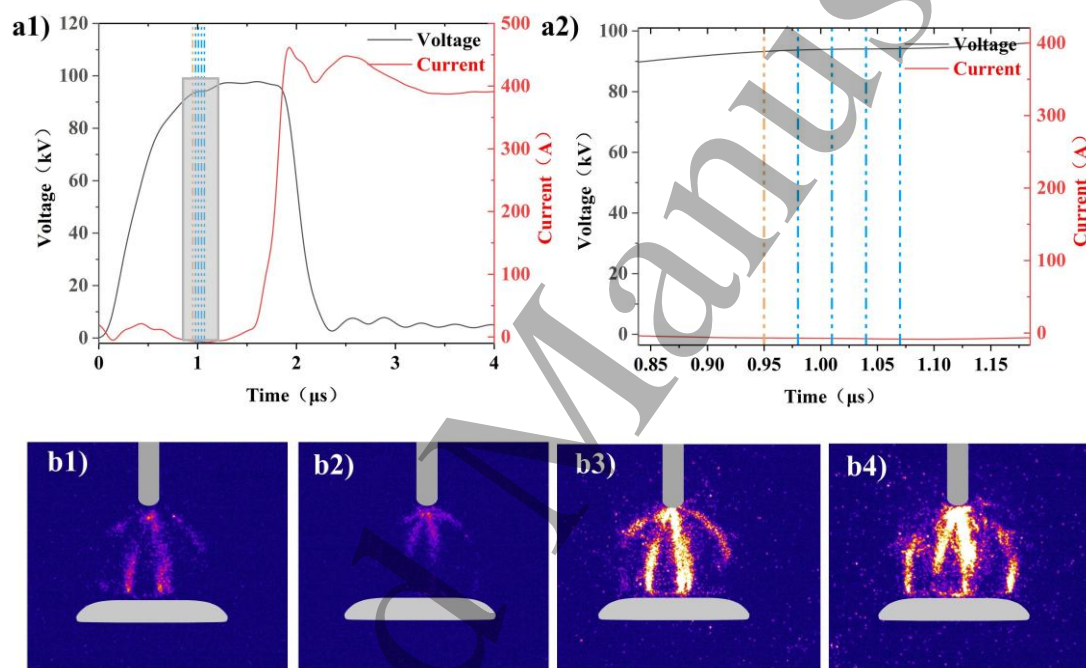 a1)
120
100
80
60
40
20
0
Voltage（kV）
Voltage
Current
500
400
300
200
100
0
Current（A）
0
1
2
3
4
Time（μs）
a2)
100
80
60
40
20
0
Voltage（kV）
Voltage
Current
400
300
200
100
0
Current（A）
0.85
0.90
0.95
1.00
1.05
1.10
1.15
Time（μs）
b1)
b2)
b3)
b4)
d Manus